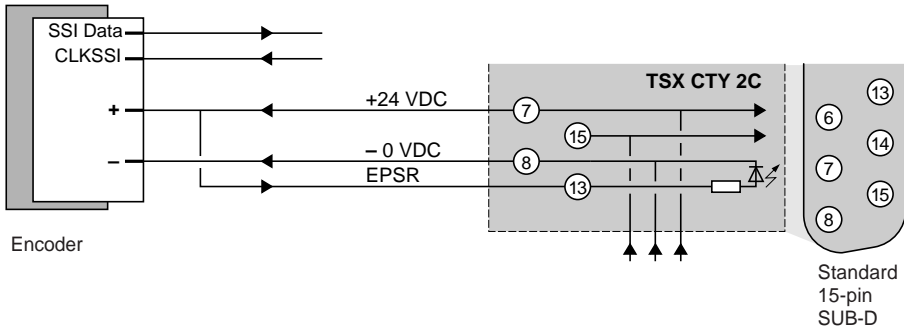 SSI Data
CLKSSI
+
–
Encoder
+24 VDC
– 0 VDC
EPSR
TSX CTY 2C
7
15
8
13
13
6
14
7
15
8
Standard
15-pin
SUB-D